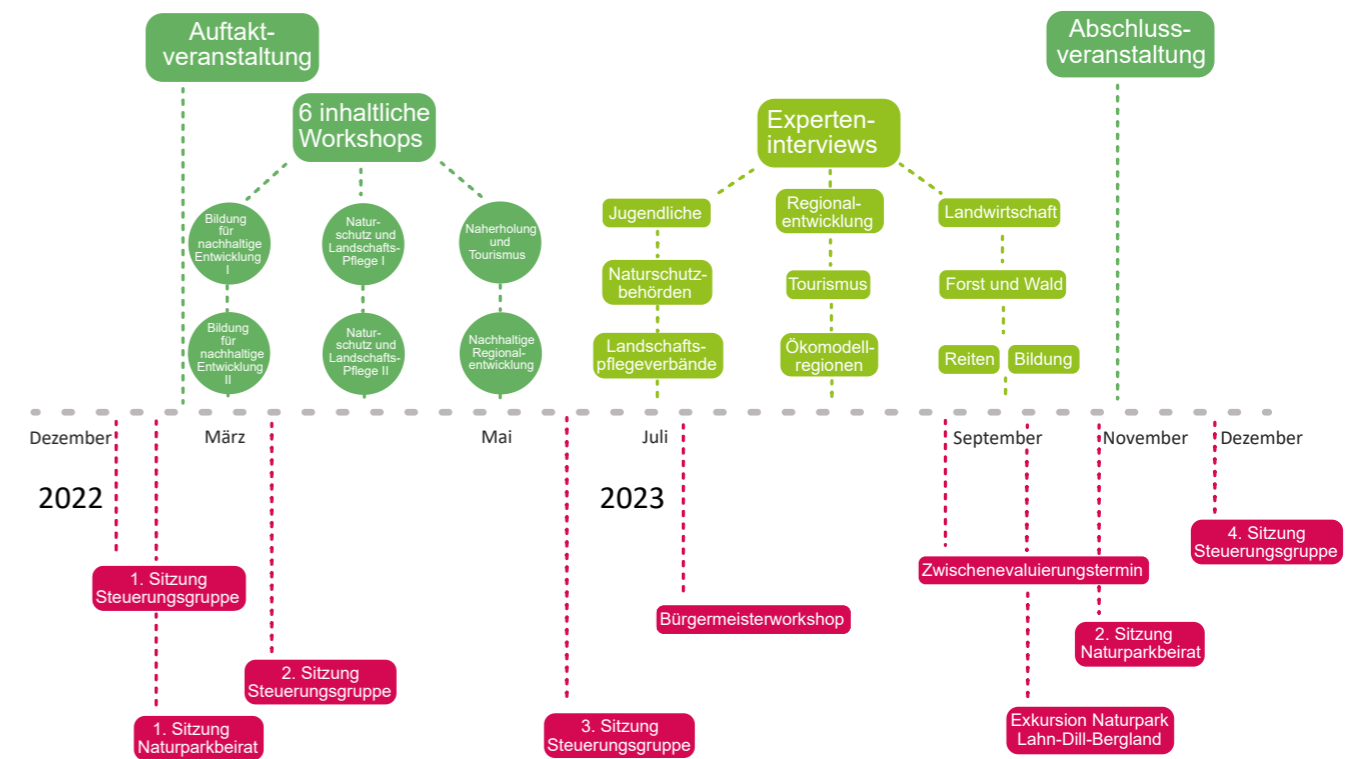 Auftakt-
veranstaltung
Abschluss-
veranstaltung
6 inhaltliche
Workshops
Experten-
interviews
Bildung
für
nachhaltige
Entwicklung
I
Natur-
schutz und
Landschafts-
Pflege I
Naherholung
und
Tourismus
Bildung
für
nachhaltige
Entwicklung
II
Natur-
schutz und
Landschafts-
Pflege II
Nachhaltige
Regional-
entwicklung
Jugendliche
Naturschutz-
behörden
Landschafts-
pflegeverbände
Regional-
entwicklung
Tourismus
Ökomodell-
regionen
Landwirtschaft
Forst und Wald
Reiten
Bildung
Dezember
März
Mai
Juli
September
November
Dezember
2022
2023
1. Sitzung
Steuerungsgruppe
1. Sitzung
Naturparkbeirat
2. Sitzung
Steuerungsgruppe
3. Sitzung
Steuerungsgruppe
Bürgermeisterworkshop
Zwischenevaluierungstermin
Exkursion Naturpark
Lahn-Dill-Bergland
2. Sitzung
Naturparkbeirat
4. Sitzung
Steuerungsgruppe